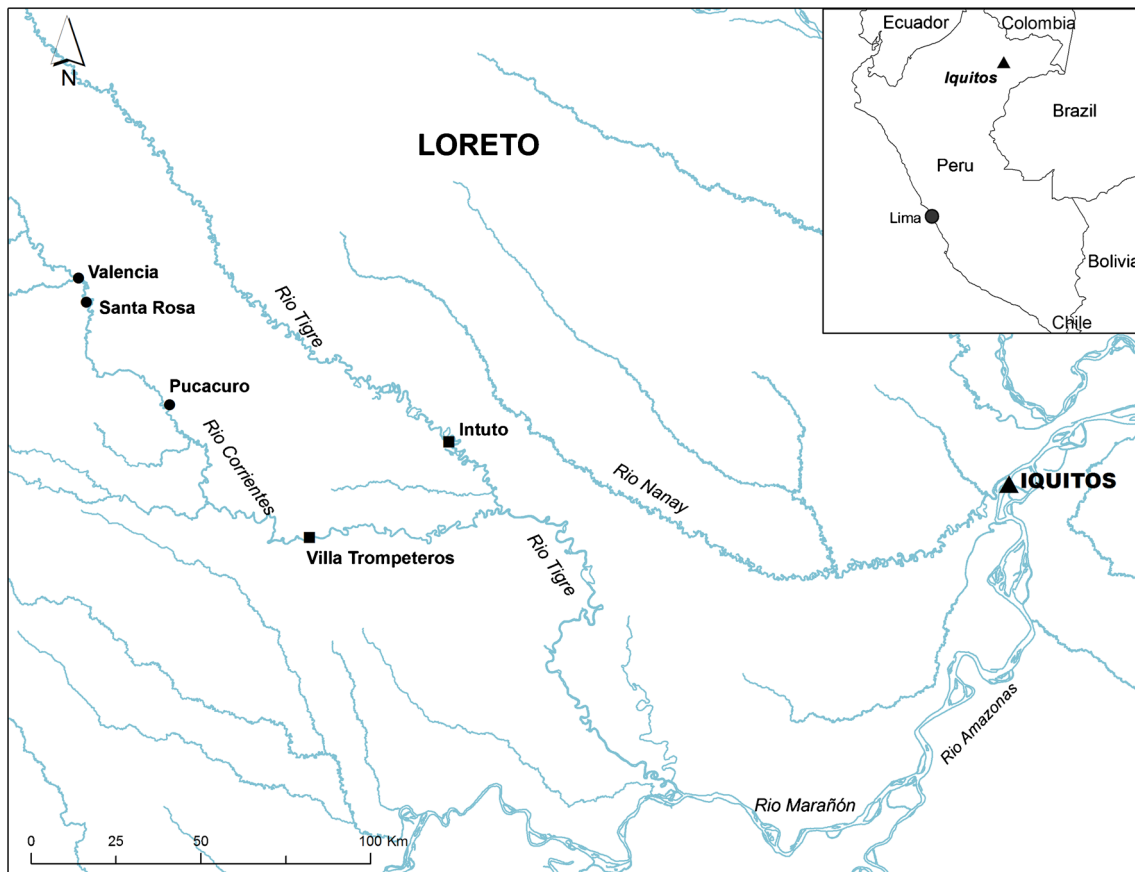 N
LORETO
Ecuador
Colombia
Iquitos
Brazil
Peru
Lima
Bolivia
Chile
Valencia
Santa Rosa
Rio Tigre
Pucacuro
Intuto
Rio Corrientes
Rio Nanay
IQUITOS
Villa Trompeteros
Rio Tigre
Rio Amazonas
Rio Marañón
0 25 50 100 Km